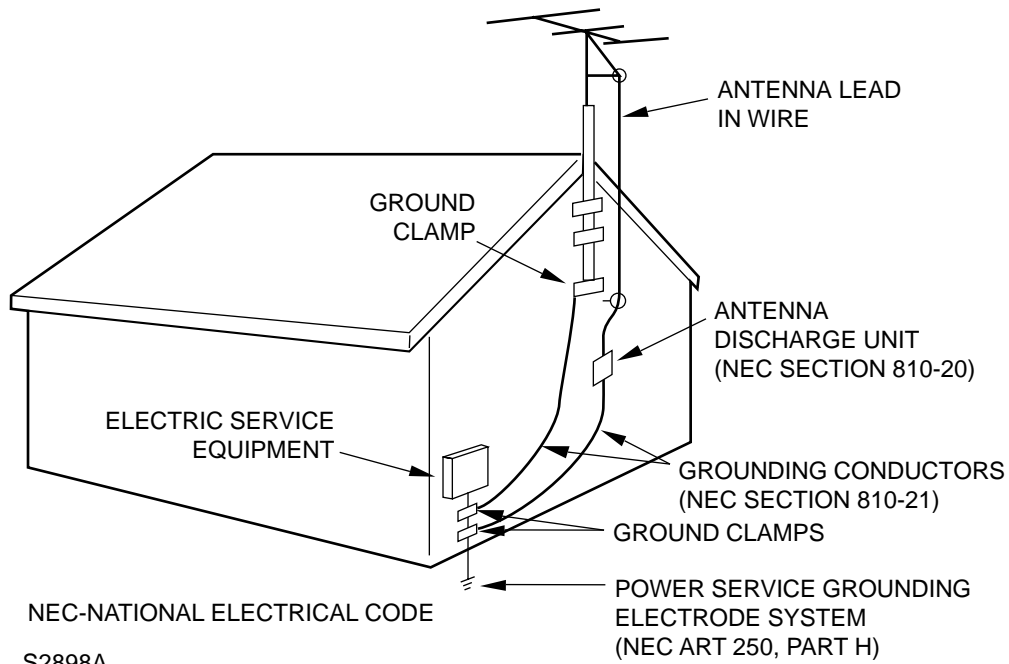 ANTENNA LEAD
IN WIRE
GROUND
CLAMP
ANTENNA
DISCHARGE UNIT
(NEC SECTION 810-20)
ELECTRIC SERVICE
EQUIPMENT
GROUNDING CONDUCTORS
(NEC SECTION 810-21)
GROUND CLAMPS
POWER SERVICE GROUNDING
ELECTRODE SYSTEM
(NEC ART 250, PART H)
NEC-NATIONAL ELECTRICAL CODE
S2898A